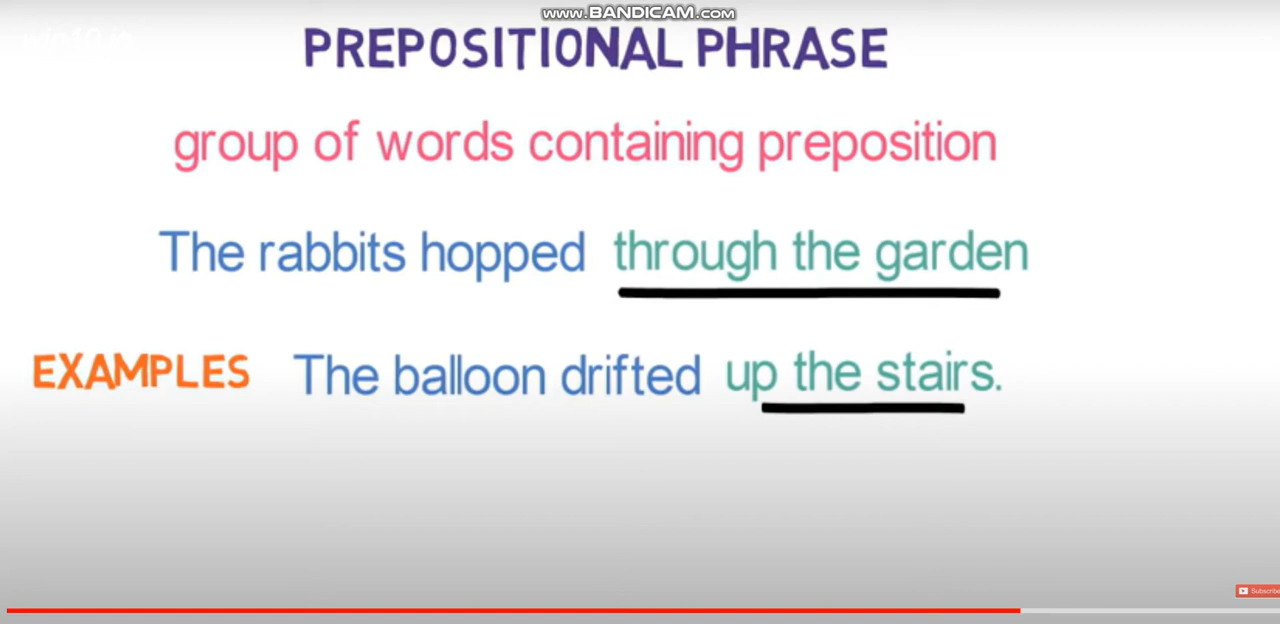 www.BANDICAM.com
PREPOSITIONAL PHRASE
group of words containing preposition
The rabbits hopped through the garden
EXAMPLES The balloon drifted up the stairs.
Subscribe